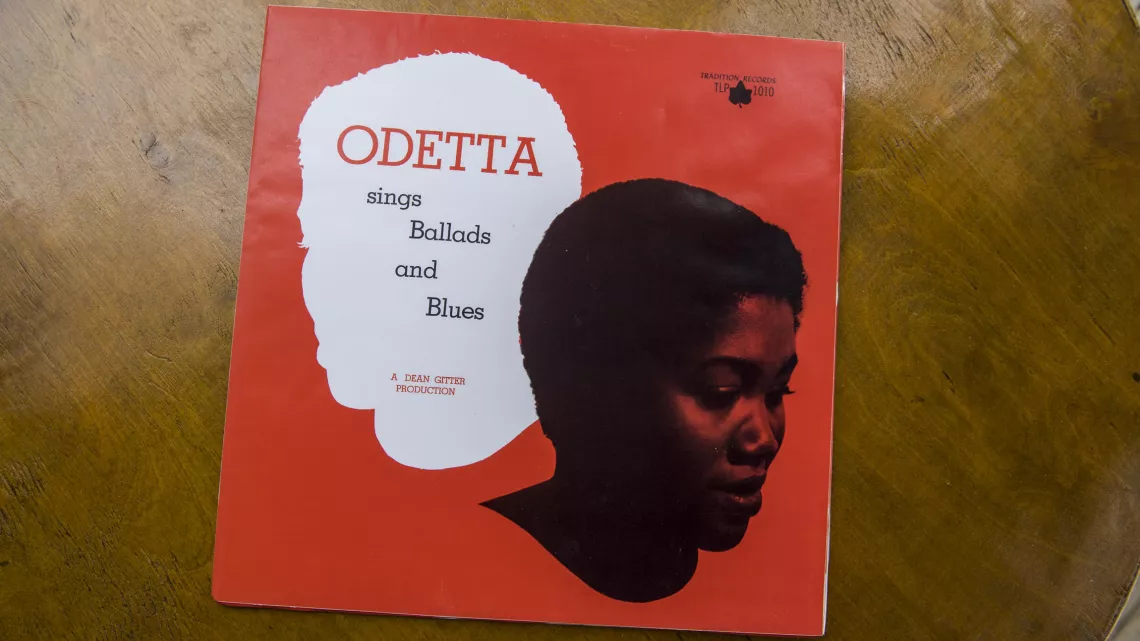 ODETTA
sings
Ballads
and
Blues
A DEAN GITTER
PRODUCTION
TRADITION RECORDS
TLP 1010